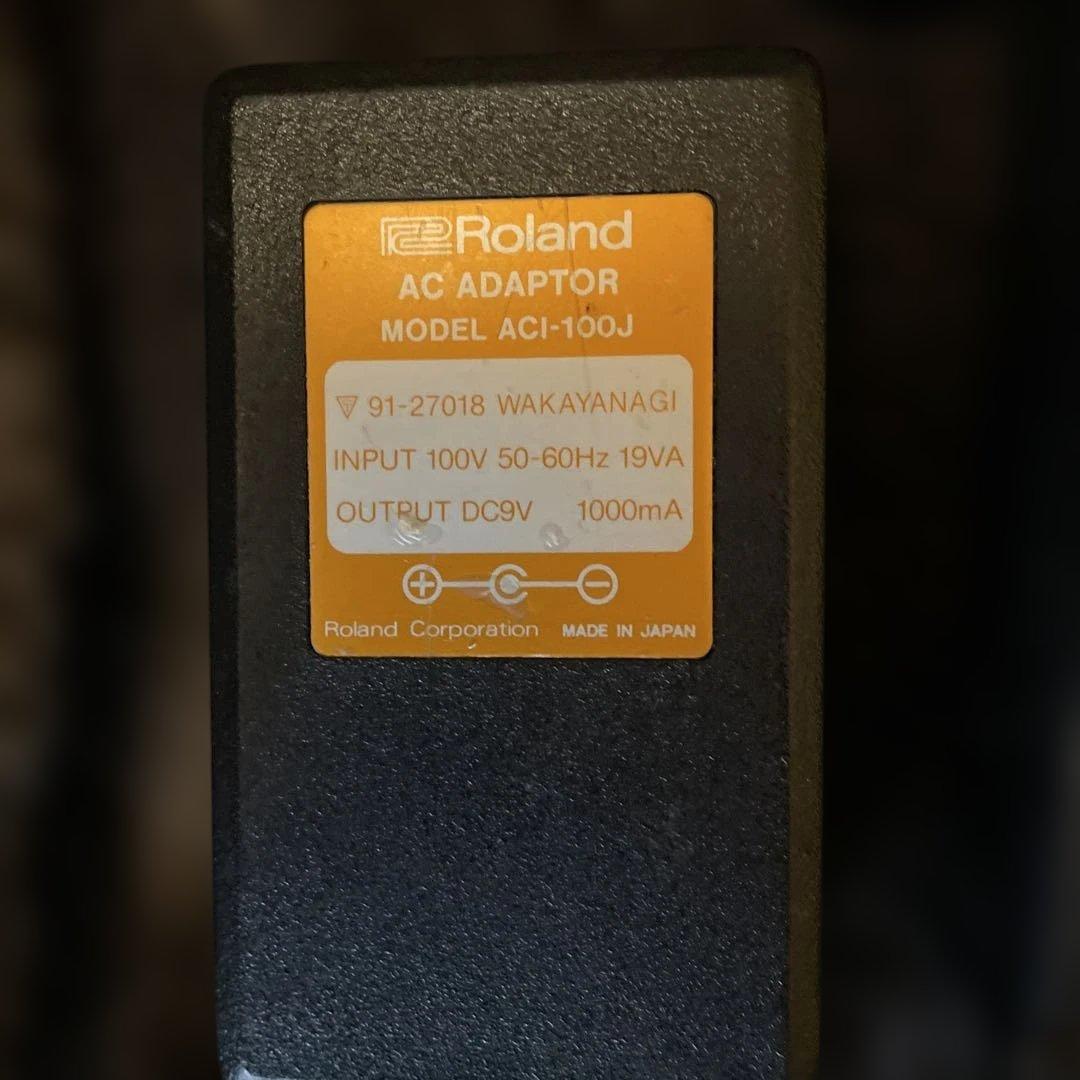 Roland
AC ADAPTOR
MODEL ACI-100J
91-27018 WAKAYANAGI
INPUT 100V 50-60Hz 19VA
OUTPUT DC9V 1000mA
Roland Corporation MADE IN JAPAN